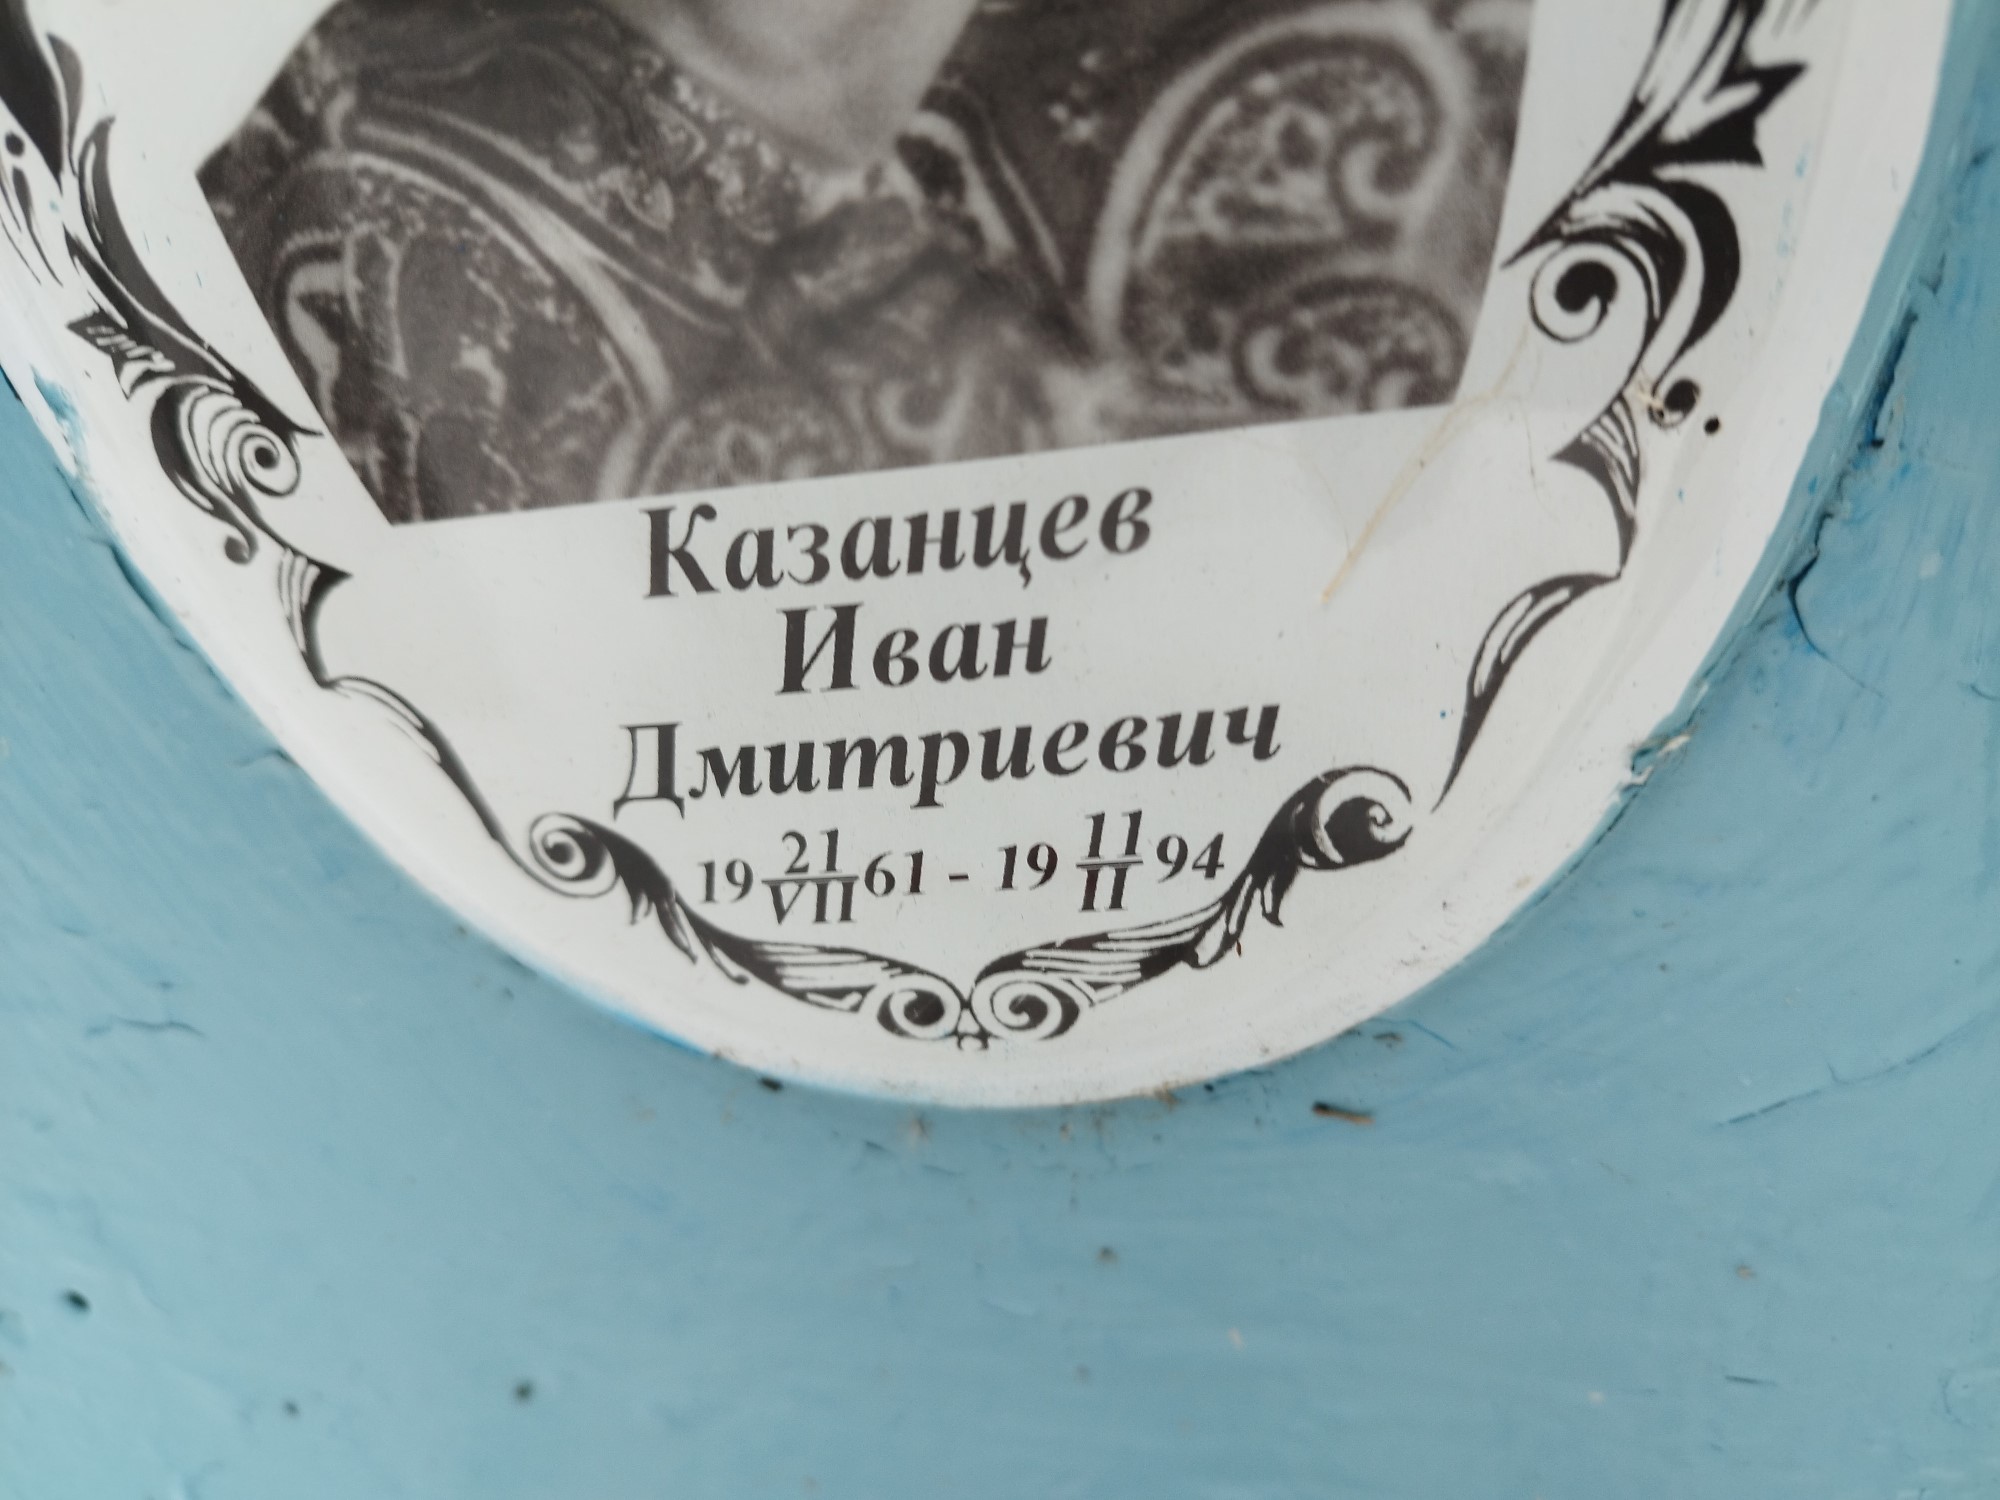 Казанцев
Иван
Дмитриевич
19 21/VII 61 - 19 11/II 94